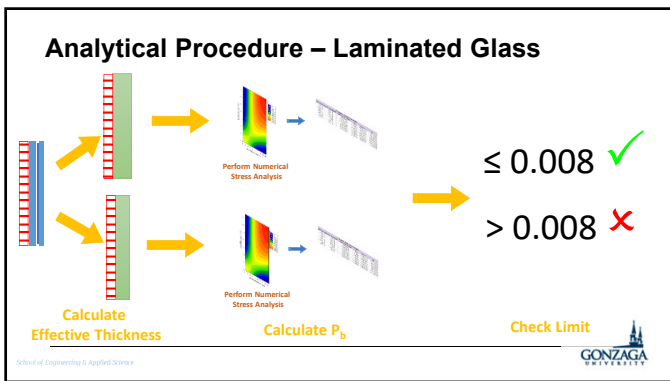 Analytical Procedure – Laminated Glass
Perform Numerical
Stress Analysis
≤ 0.008
> 0.008
Perform Numerical
Stress Analysis
Calculate
Effective Thickness
Calculate Pb
Check Limit
School of Engineering & Applied Science
GONZAGA
UNIVERSITY